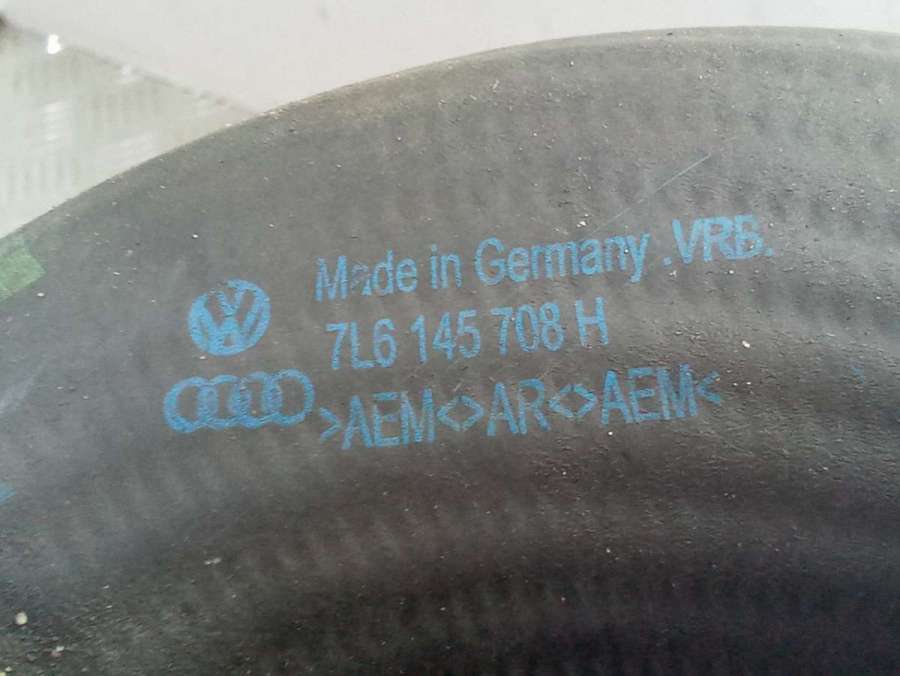 Made in Germany .VRB.
7L6 145 708 H
>AEM<>AR<>AEM<